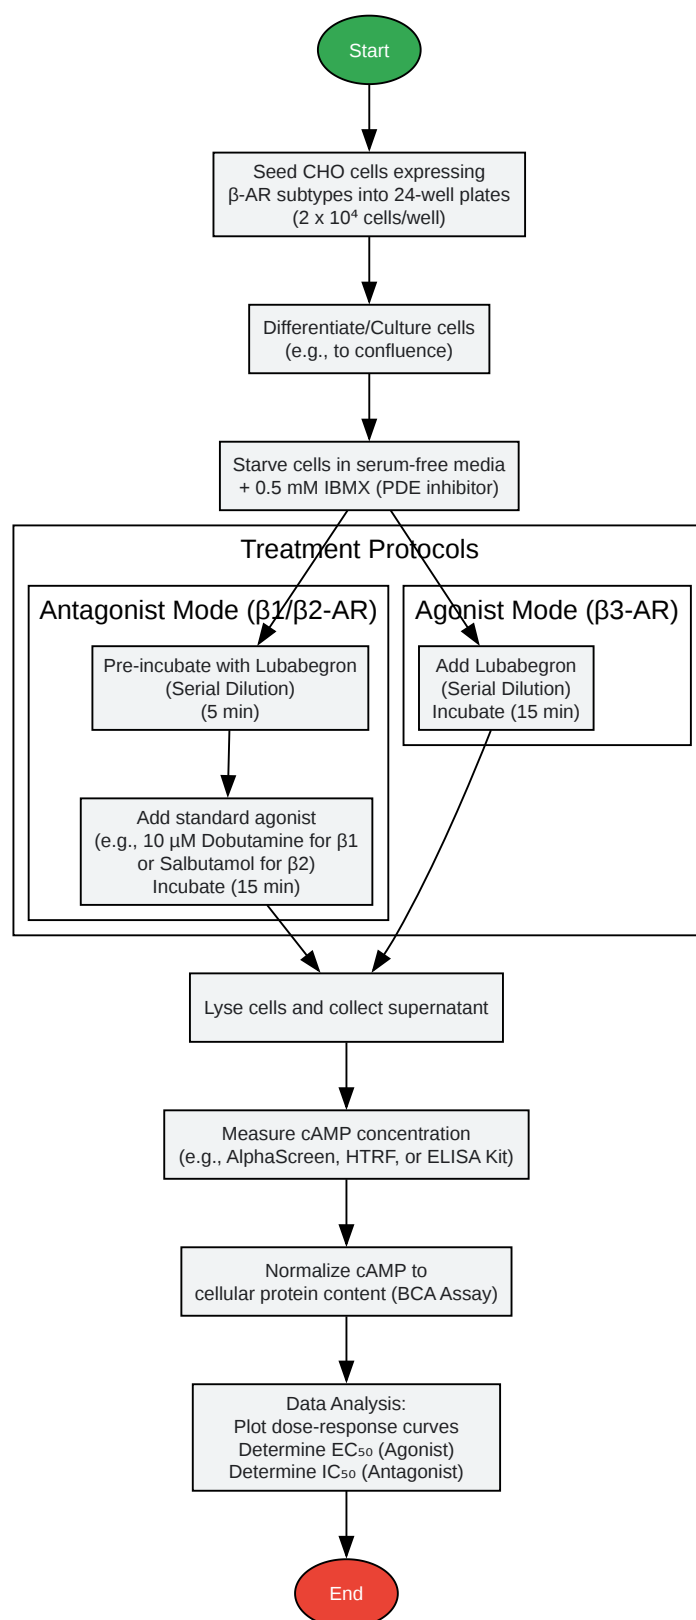 Start
Seed CHO cells expressing
β-AR subtypes into 24-well plates
(2 x 10⁴ cells/well)
Differentiate/Culture cells
(e.g., to confluence)
Starve cells in serum-free media
+ 0.5 mM IBMX (PDE inhibitor)
Treatment Protocols
Antagonist Mode (β1/β2-AR)
Pre-incubate with Lubabegron
(Serial Dilution)
(5 min)
Add standard agonist
(e.g., 10 µM Dobutamine for β1
or Salbutamol for β2)
Incubate (15 min)
Agonist Mode (β3-AR)
Add Lubabegron
(Serial Dilution)
Incubate (15 min)
Lyse cells and collect supernatant
Measure cAMP concentration
(e.g., AlphaScreen, HTRF, or ELISA Kit)
Normalize cAMP to
cellular protein content (BCA Assay)
Data Analysis:
Plot dose-response curves
Determine EC₅₀ (Agonist)
Determine IC₅₀ (Antagonist)
End